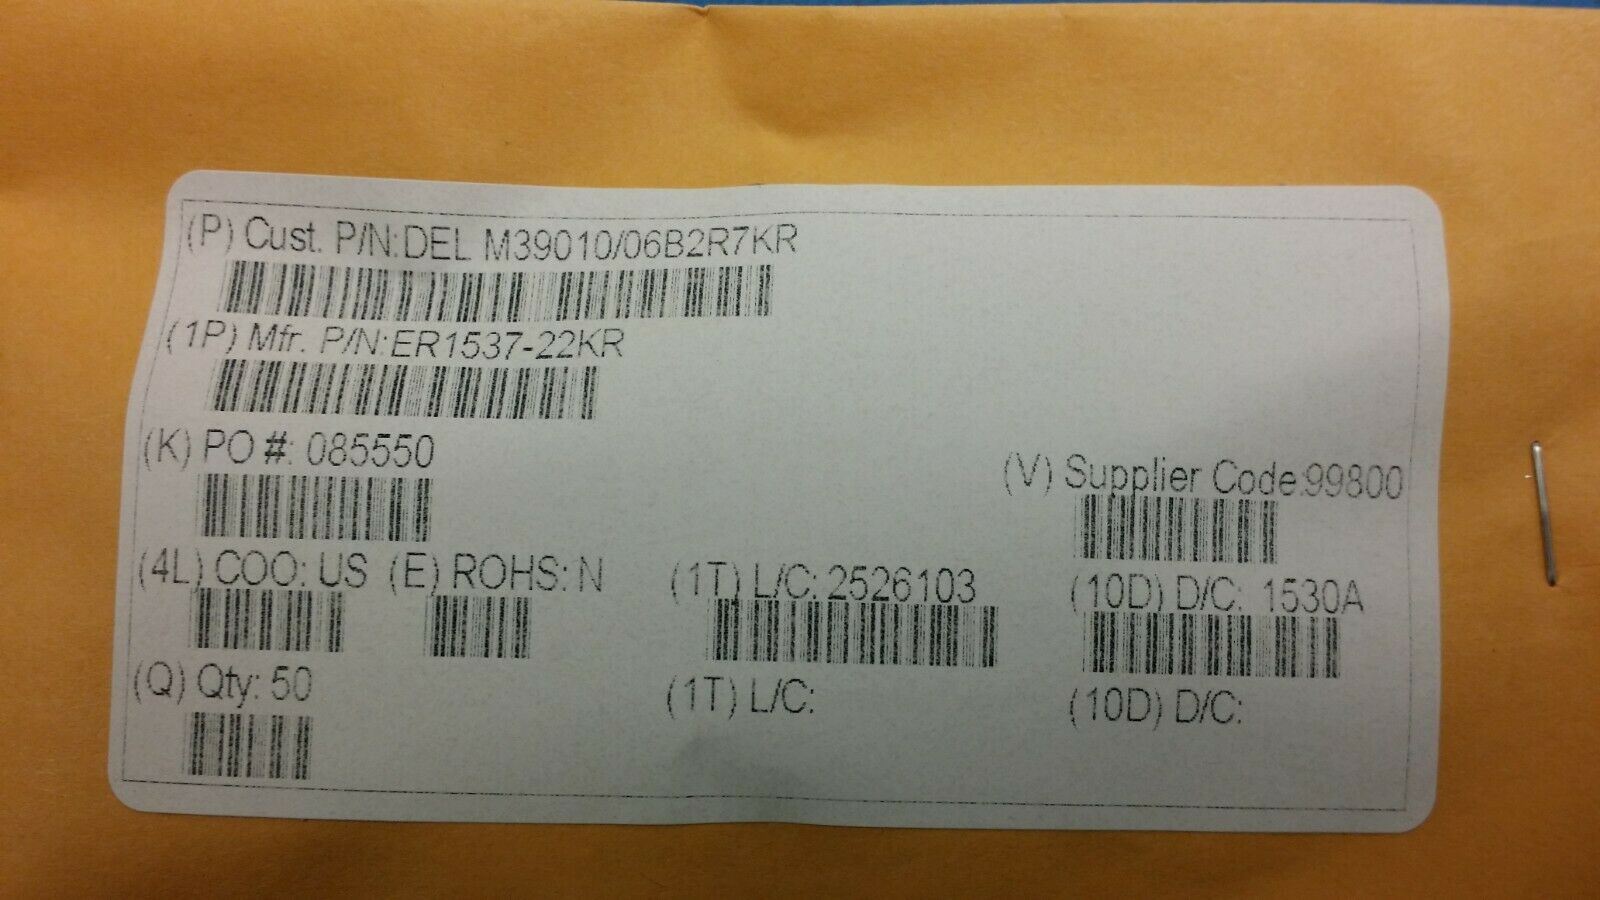 (P) Cust. P/N:DEL M39010/06B2R7KR
(1P) Mfr. P/N:ER1537-22KR
(K) PO #: 085550
(V) Supplier Code:99800
(4L) COO: US (E) ROHS: N (1T) L/C: 2526103 (10D) D/C: 1530A
(Q) Qty: 50 (1T) L/C: (10D) D/C: